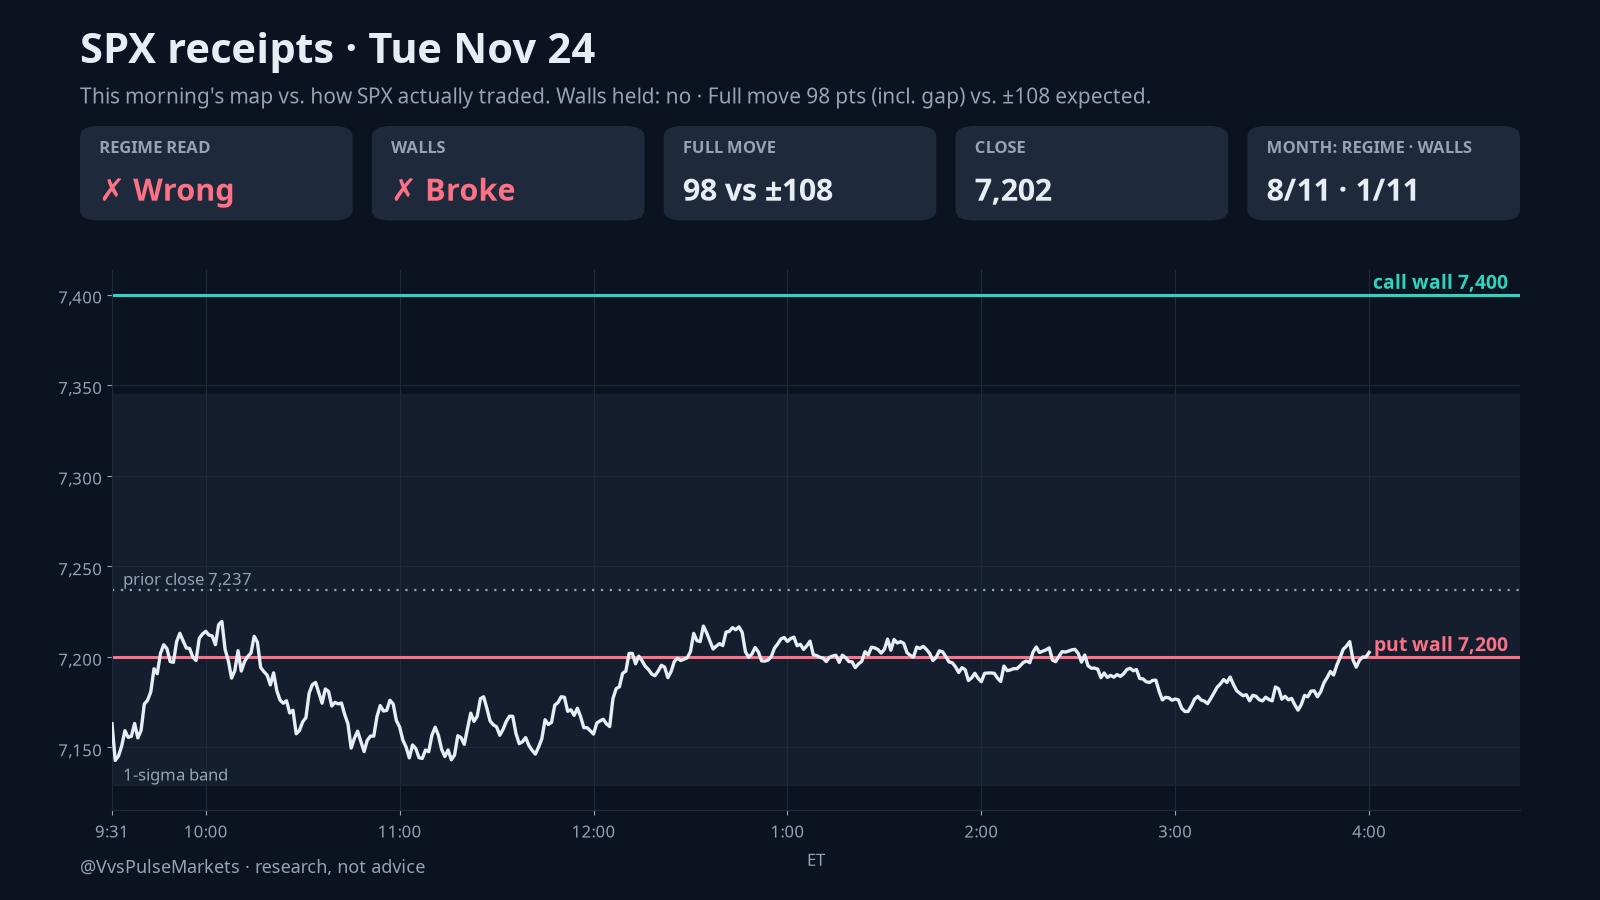 SPX receipts · Tue Nov 24
This morning's map vs. how SPX actually traded. Walls held: no · Full move 98 pts (incl. gap) vs. ±108 expected.
REGIME READ
✗ Wrong
WALLS
✗ Broke
FULL MOVE
98 vs ±108
CLOSE
7,202
MONTH: REGIME · WALLS
8/11 · 1/11
call wall 7,400
7,400
7,350
7,300
7,250
prior close 7,237
put wall 7,200
7,200
7,150
1-sigma band
9:31
10:00
11:00
12:00
1:00
2:00
3:00
4:00
ET
@VvsPulseMarkets · research, not advice